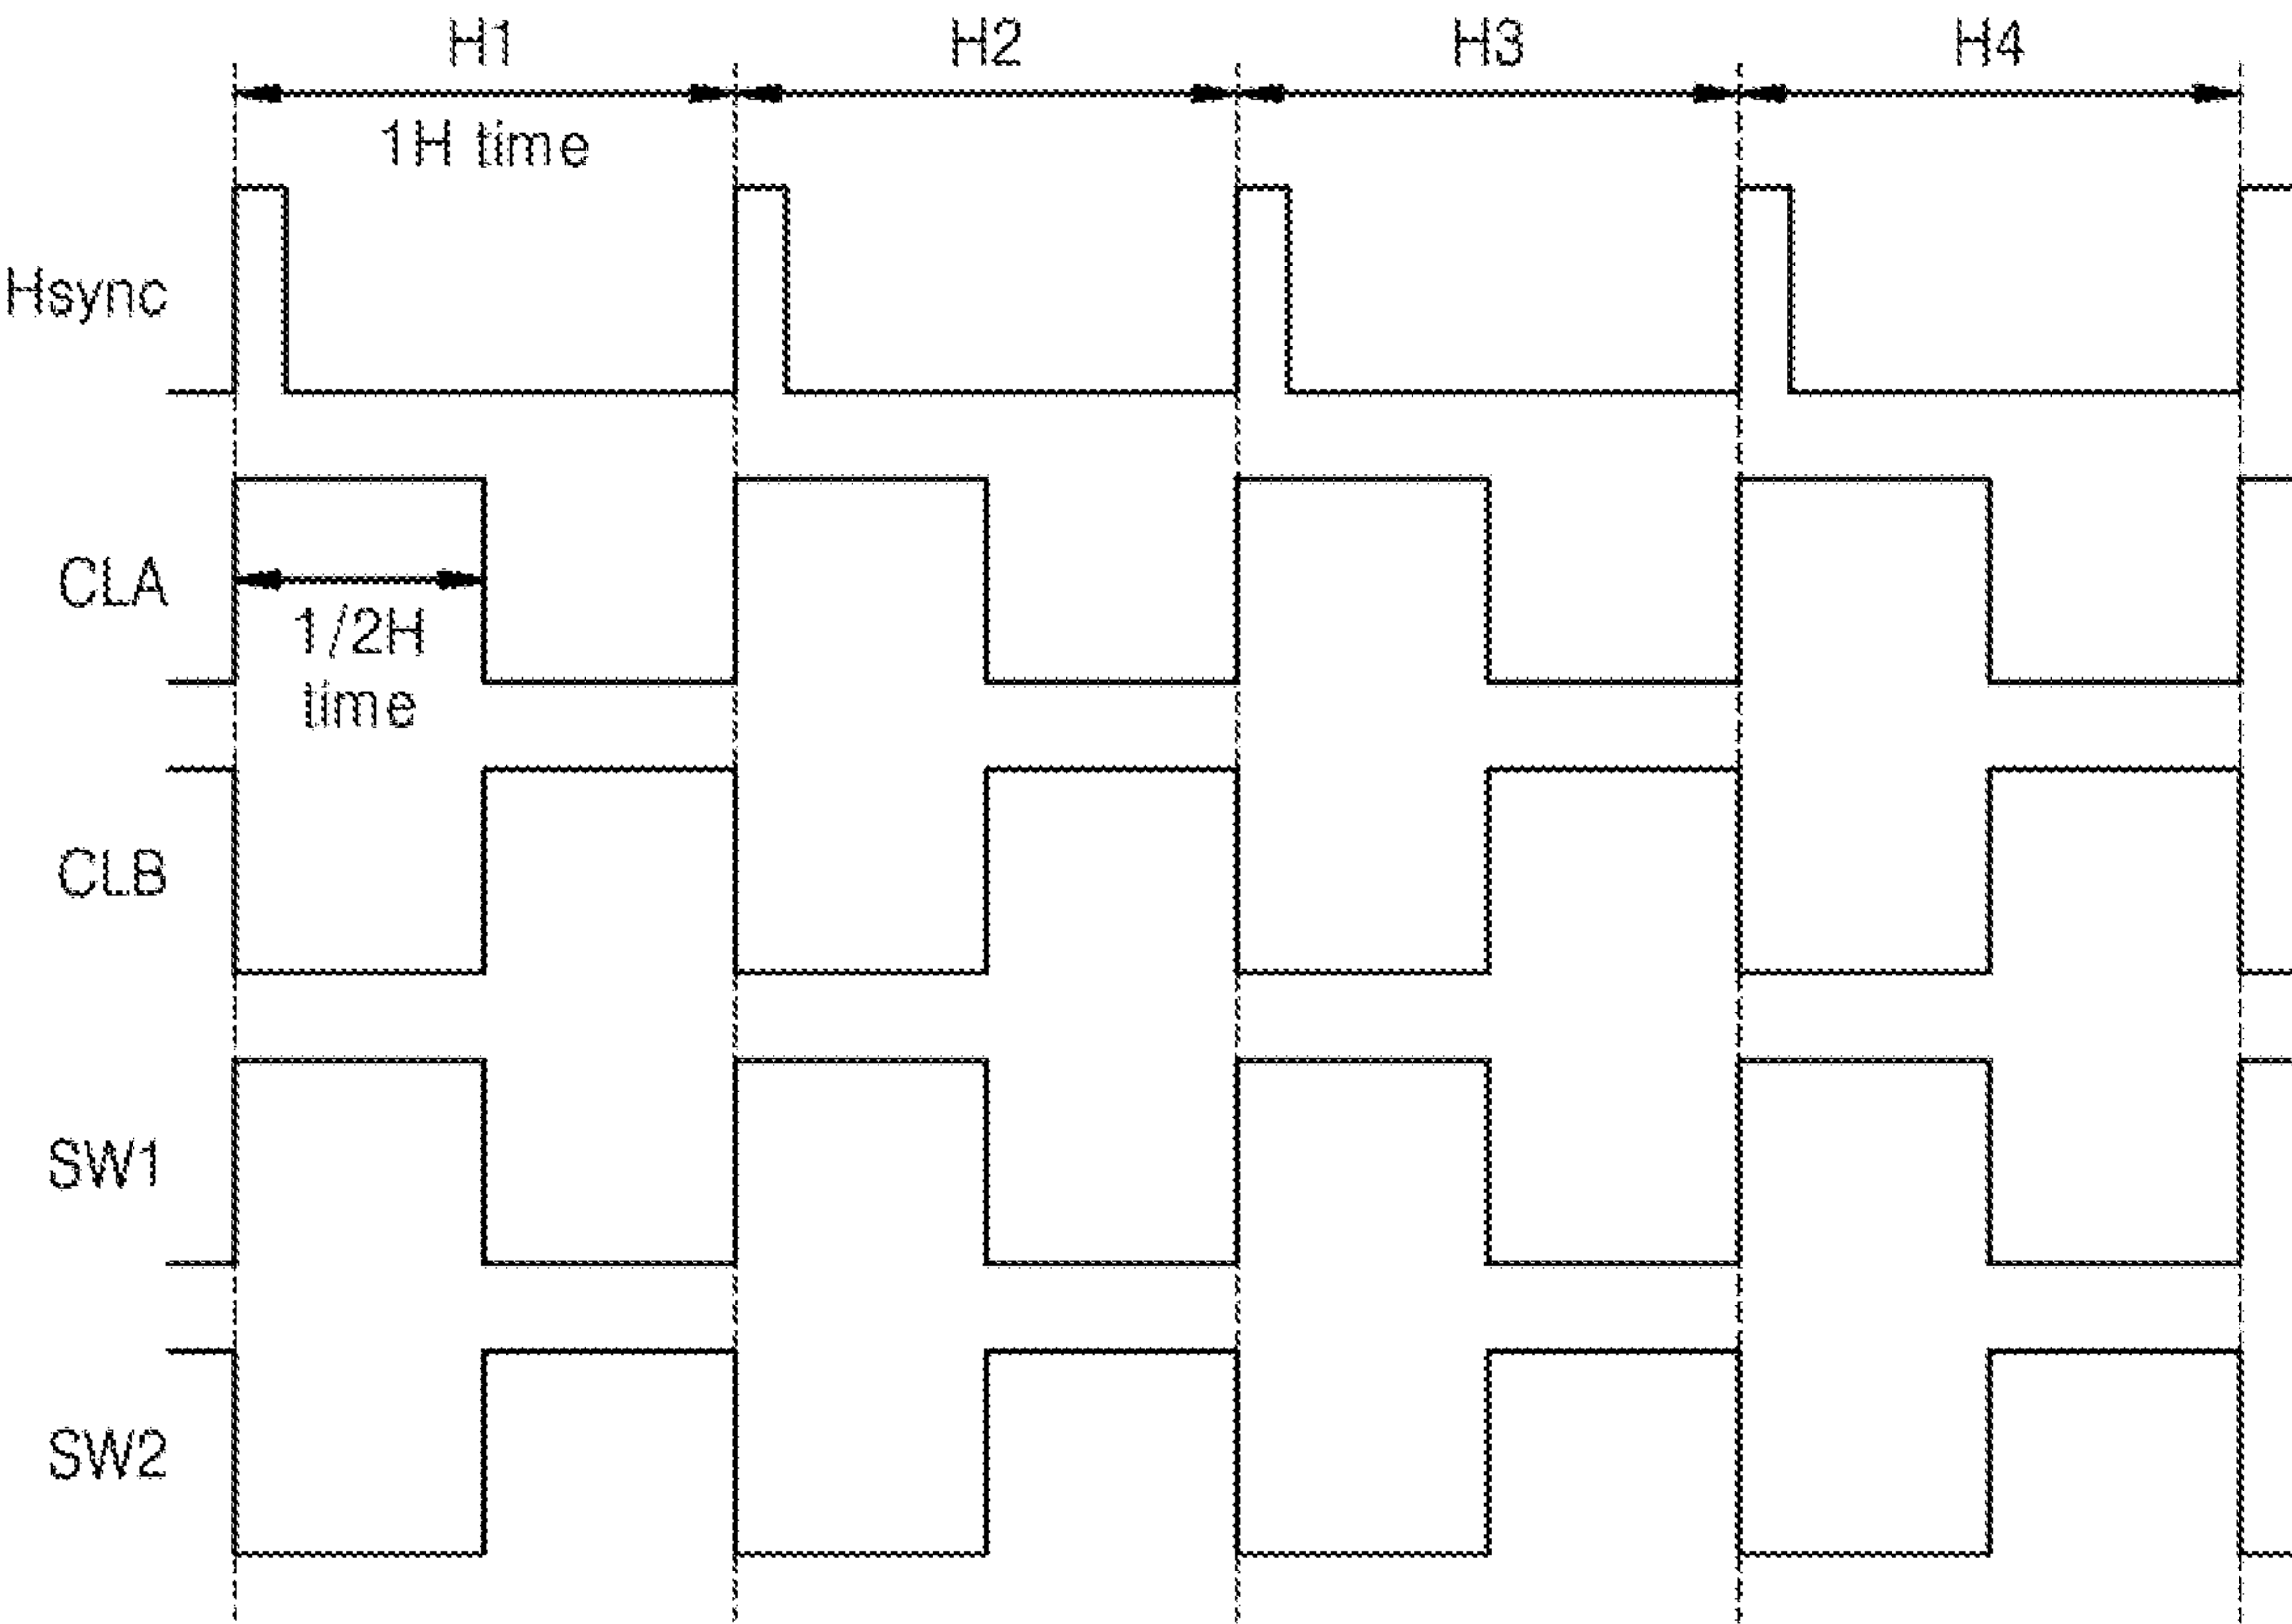 H1 H2 H3 H4
1H time
Hsync
CLA
1/2H
time
CLB
SW1
SW2